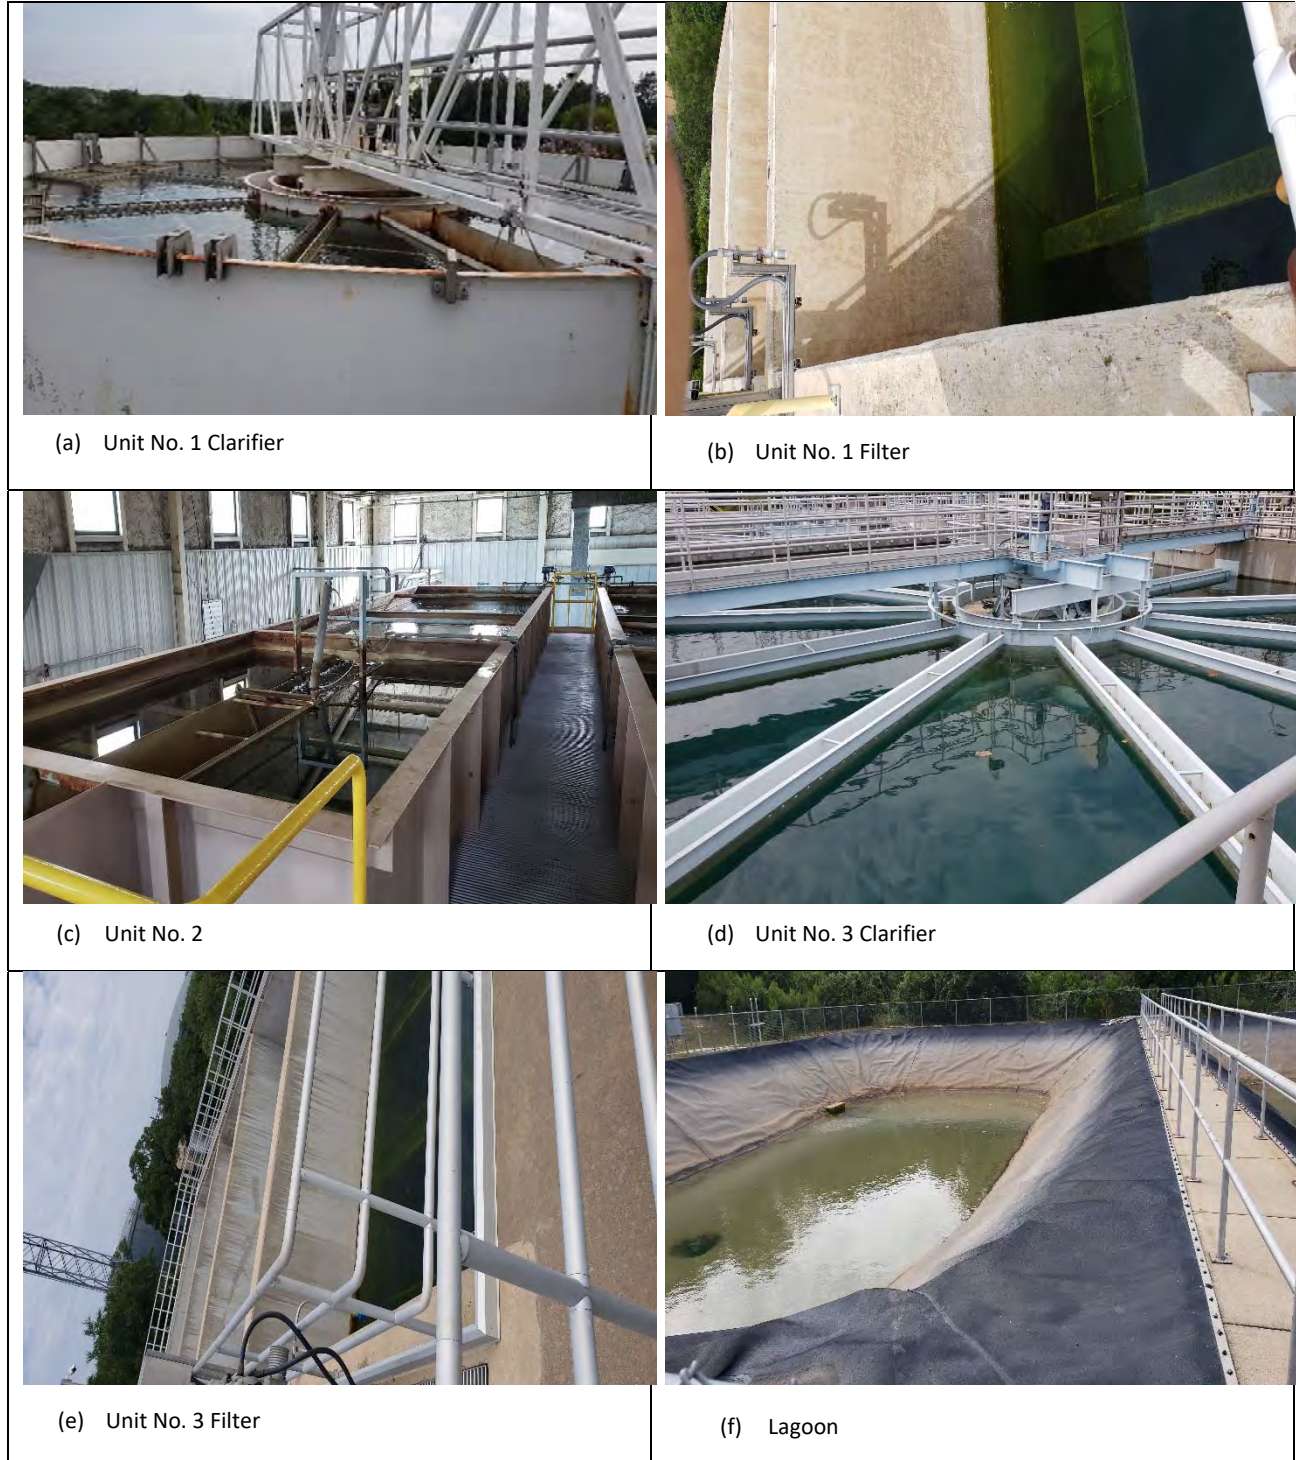 (a) Unit No. 1 Clarifier
(b) Unit No. 1 Filter
(c) Unit No. 2
(d) Unit No. 3 Clarifier
(e) Unit No. 3 Filter
(f) Lagoon